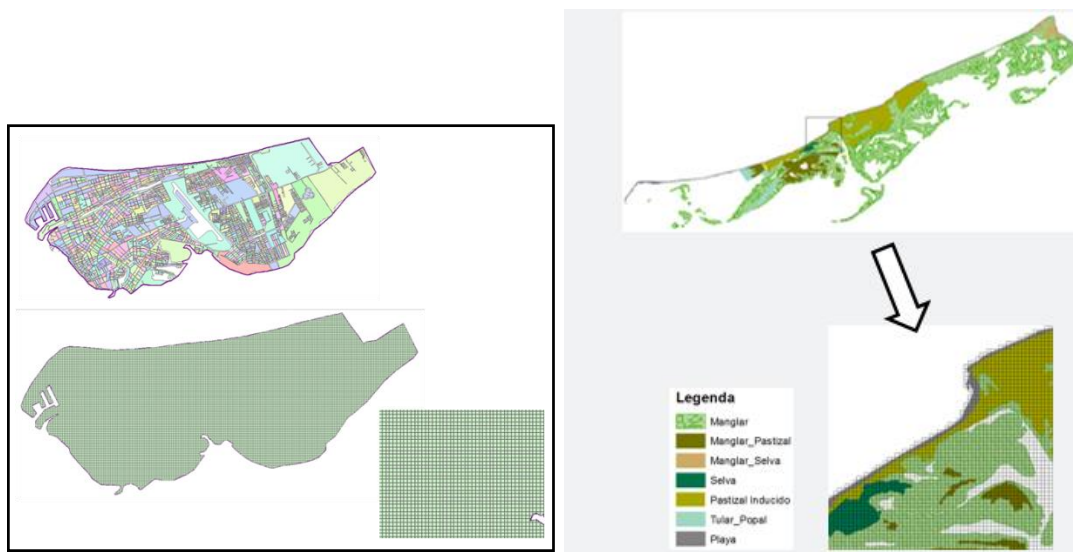 Legenda
Manglar
Manglar_Pastizal
Manglar_Selva
Selva
Pastizal Inducido
Tular_Popal
Playa